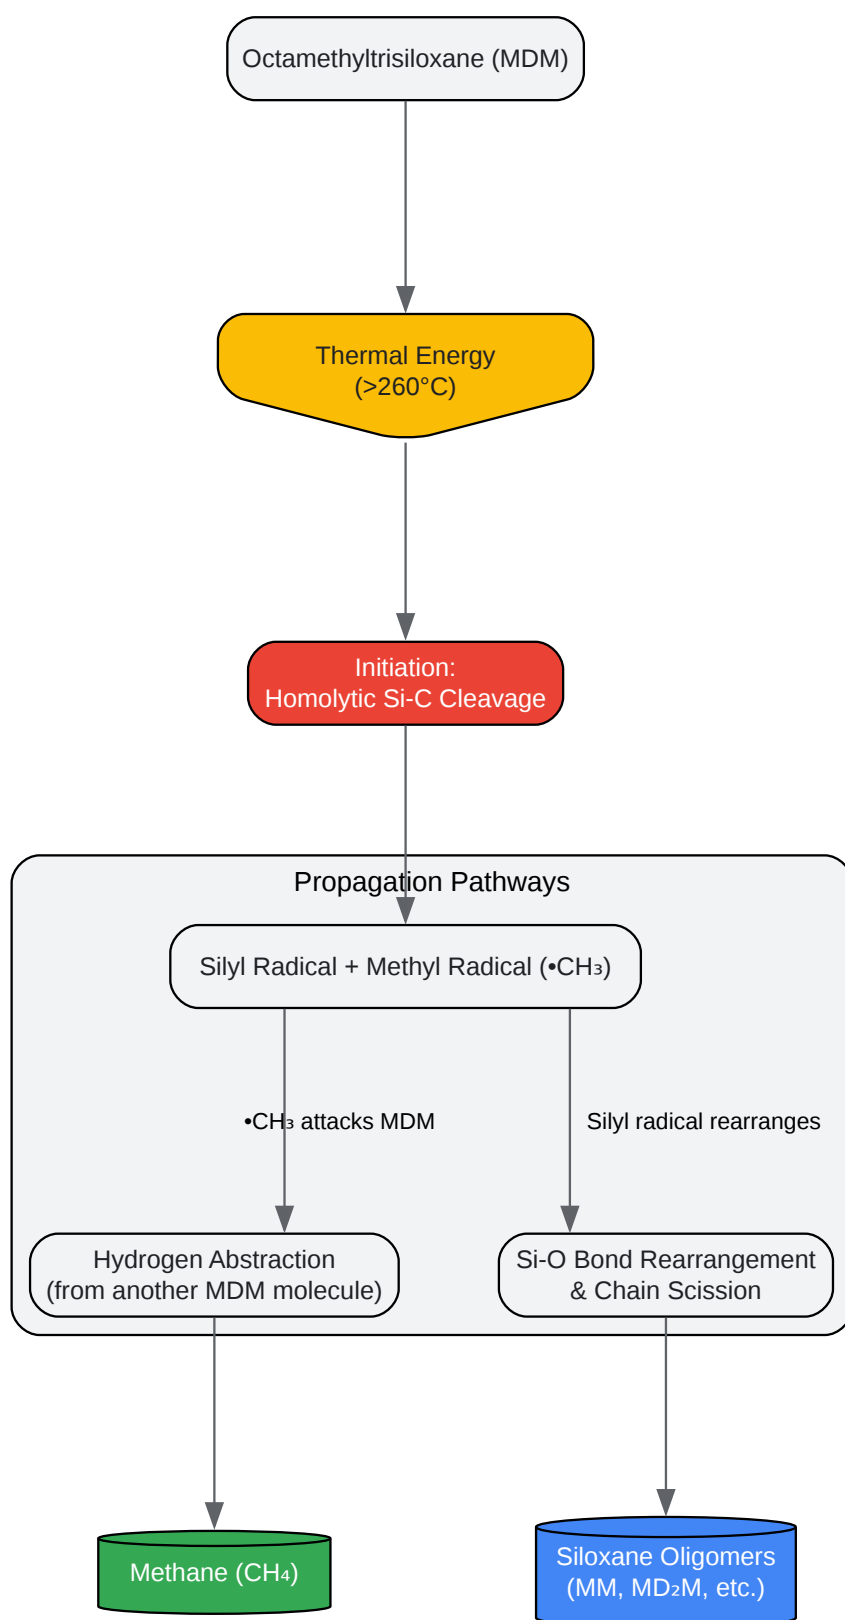 Octamethyltrisiloxane (MDM)
Thermal Energy
(>260°C)
Initiation:
Homolytic Si-C Cleavage
Propagation Pathways
Silyl Radical + Methyl Radical (•CH₃)
•CH₃ attacks MDM
Silyl radical rearranges
Hydrogen Abstraction
(from another MDM molecule)
Si-O Bond Rearrangement
& Chain Scission
Methane (CH₄)
Siloxane Oligomers
(MM, MD₂M, etc.)